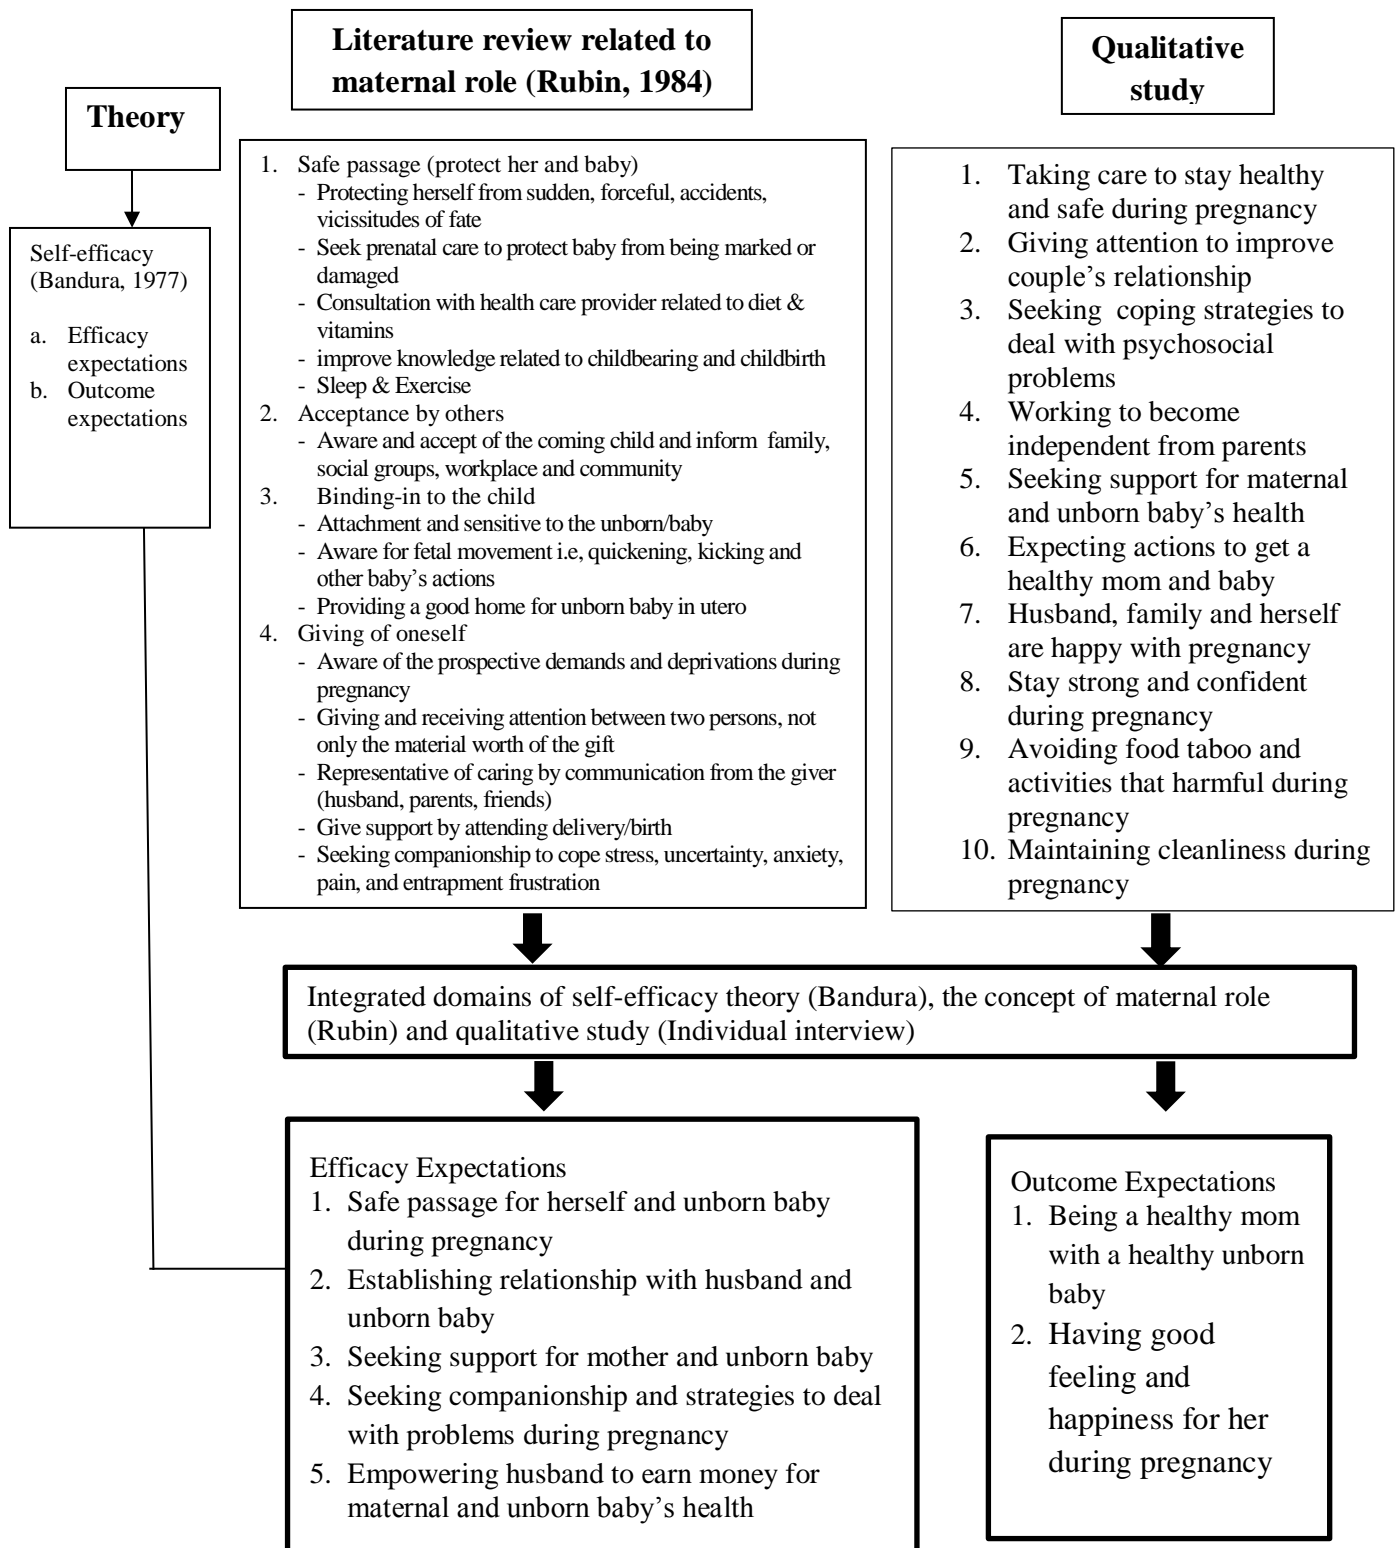 Theory
Self-efficacy
(Bandura, 1977)
a. Efficacy
expectations
b. Outcome
expectations
Literature review related to
maternal role (Rubin, 1984)
1. Safe passage (protect her and baby)
- Protecting herself from sudden, forceful, accidents,
vicissitudes of fate
- Seek prenatal care to protect baby from being marked or
damaged
- Consultation with health care provider related to diet &
vitamins
- improve knowledge related to childbearing and childbirth
- Sleep & Exercise
2. Acceptance by others
- Aware and accept of the coming child and inform family,
social groups, workplace and community
3. Binding-in to the child
- Attachment and sensitive to the unborn/baby
- Aware for fetal movement i.e, quickening, kicking and
other baby's actions
- Providing a good home for unborn baby in utero
4. Giving of oneself
- Aware of the prospective demands and deprivations during
pregnancy
- Giving and receiving attention between two persons, not
only the material worth of the gift
- Representative of caring by communication from the giver
(husband, parents, friends)
- Give support by attending delivery/birth
- Seeking companionship to cope stress, uncertainty, anxiety,
pain, and entrapment frustration
Qualitative
study
1. Taking care to stay healthy
and safe during pregnancy
2. Giving attention to improve
couple's relationship
3. Seeking coping strategies to
deal with psychosocial
problems
4. Working to become
independent from parents
5. Seeking support for maternal
and unborn baby's health
6. Expecting actions to get a
healthy mom and baby
7. Husband, family and herself
are happy with pregnancy
8. Stay strong and confident
during pregnancy
9. Avoiding food taboo and
activities that harmful during
pregnancy
10. Maintaining cleanliness during
pregnancy
Integrated domains of self-efficacy theory (Bandura), the concept of maternal role
(Rubin) and qualitative study (Individual interview)
Efficacy Expectations
1. Safe passage for herself and unborn baby
during pregnancy
2. Establishing relationship with husband and
unborn baby
3. Seeking support for mother and unborn baby
4. Seeking companionship and strategies to deal
with problems during pregnancy
5. Empowering husband to earn money for
maternal and unborn baby's health
Outcome Expectations
1. Being a healthy mom
with a healthy unborn
baby
2. Having good
feeling and
happiness for her
during pregnancy